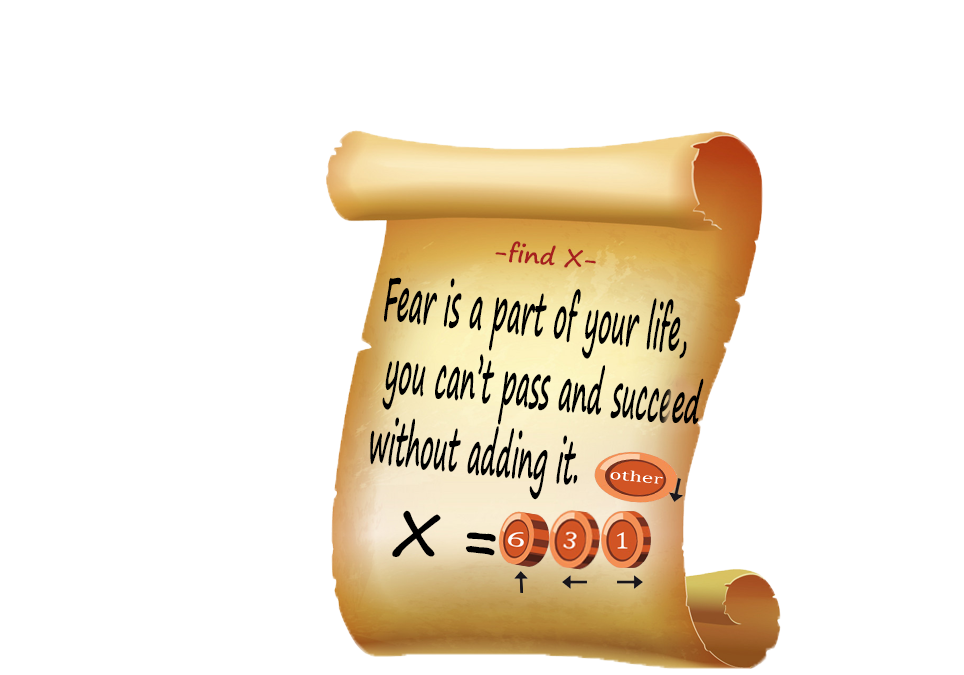 -find X-
Fear is a part of your life,
you can't pass and succeed
without adding it.
other ↓
X = 6 3 1
↑ ← →